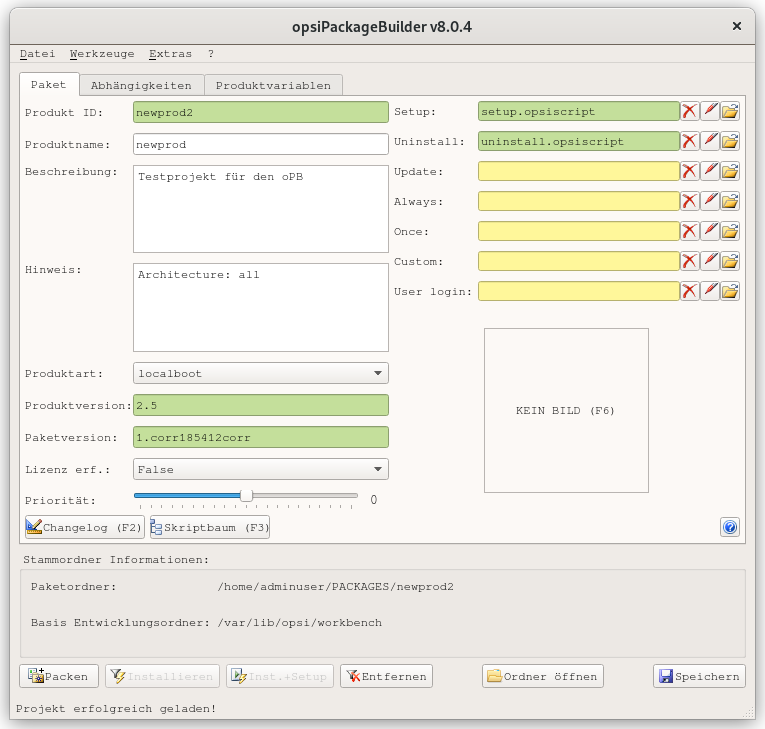 opsiPackageBuilder v8.0.4
Datei Werkzeuge Extras ?
Paket Abhängigkeiten Produktvariablen
Produkt ID: newprod2
Produktname: newprod
Beschreibung: Testprojekt für den oPB
Hinweis: Architecture: all
Produktart: localboot
Produktversion: 2.5
Paketversion: 1.corr185412corr
Lizenz erf.: False
Priorität: 0
Changelog (F2) Skriptbaum (F3)
Setup: setup.opsiscript
Uninstall: uninstall.opsiscript
Update:
Always:
Once:
Custom:
User login:
KEIN BILD (F6)
Stammordner Informationen:
Paketordner: /home/adminuser/PACKAGES/newprod2
Basis Entwicklungsordner: /var/lib/opsi/workbench
Packen Installieren Inst.+Setup Entfernen Ordner öffnen Speichern
Projekt erfolgreich geladen!